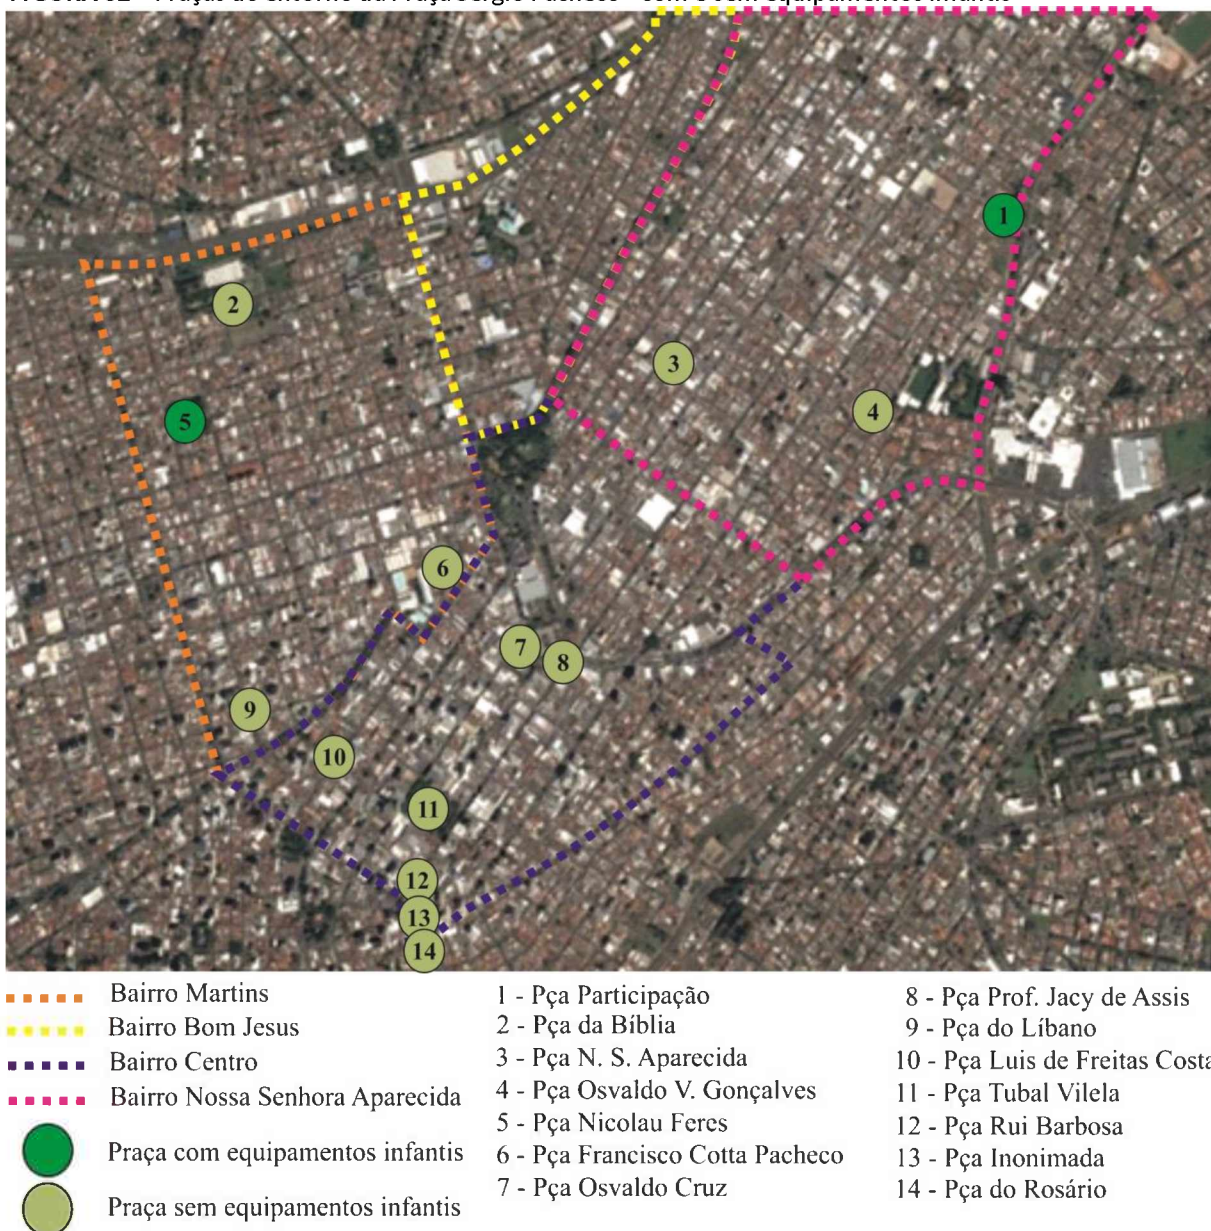 1
2
3
4
5
6
7
8
9
10
11
12
13
14
Bairro Martins
Bairro Bom Jesus
Bairro Centro
Bairro Nossa Senhora Aparecida
Praça com equipamentos infantis
Praça sem equipamentos infantis
1 - Pça Participação
2 - Pça da Bíblia
3 - Pça N. S. Aparecida
4 - Pça Osvaldo V. Gonçalves
5 - Pça Nicolau Feres
6 - Pça Francisco Cotta Pacheco
7 - Pça Osvaldo Cruz
8 - Pça Prof. Jacy de Assis
9 - Pça do Líbano
10 - Pça Luis de Freitas Costa
11 - Pça Tubal Vilela
12 - Pça Rui Barbosa
13 - Pça Inonimada
14 - Pça do Rosário